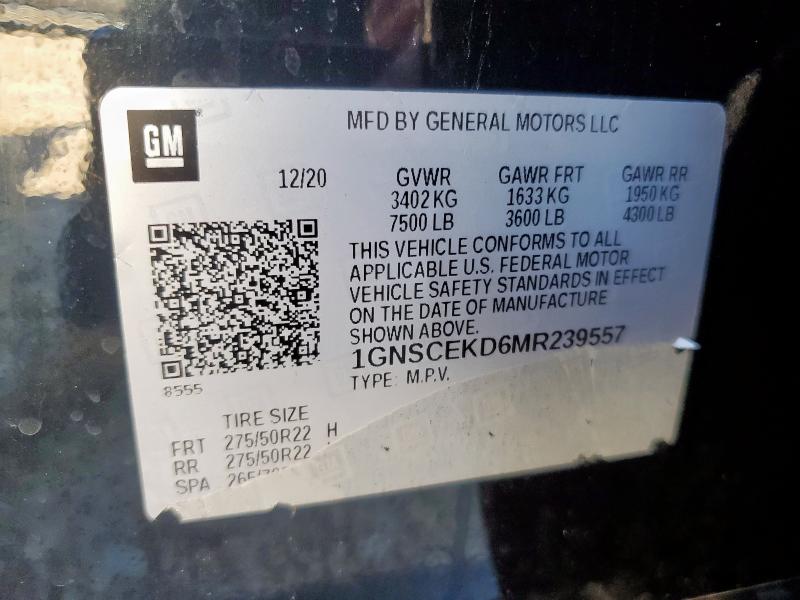 GM
MFD BY GENERAL MOTORS LLC
12/20 GVWR GAWR FRT GAWR RR
3402 KG 1633 KG 1950 KG
7500 LB 3600 LB 4300 LB
THIS VEHICLE CONFORMS TO ALL
APPLICABLE U.S. FEDERAL MOTOR
VEHICLE SAFETY STANDARDS IN EFFECT
ON THE DATE OF MANUFACTURE
SHOWN ABOVE.
1GNSCEKD6MR239557
TYPE: M.P.V.
8555
TIRE SIZE
FRT 275/50R22 H
RR 275/50R22
SPA